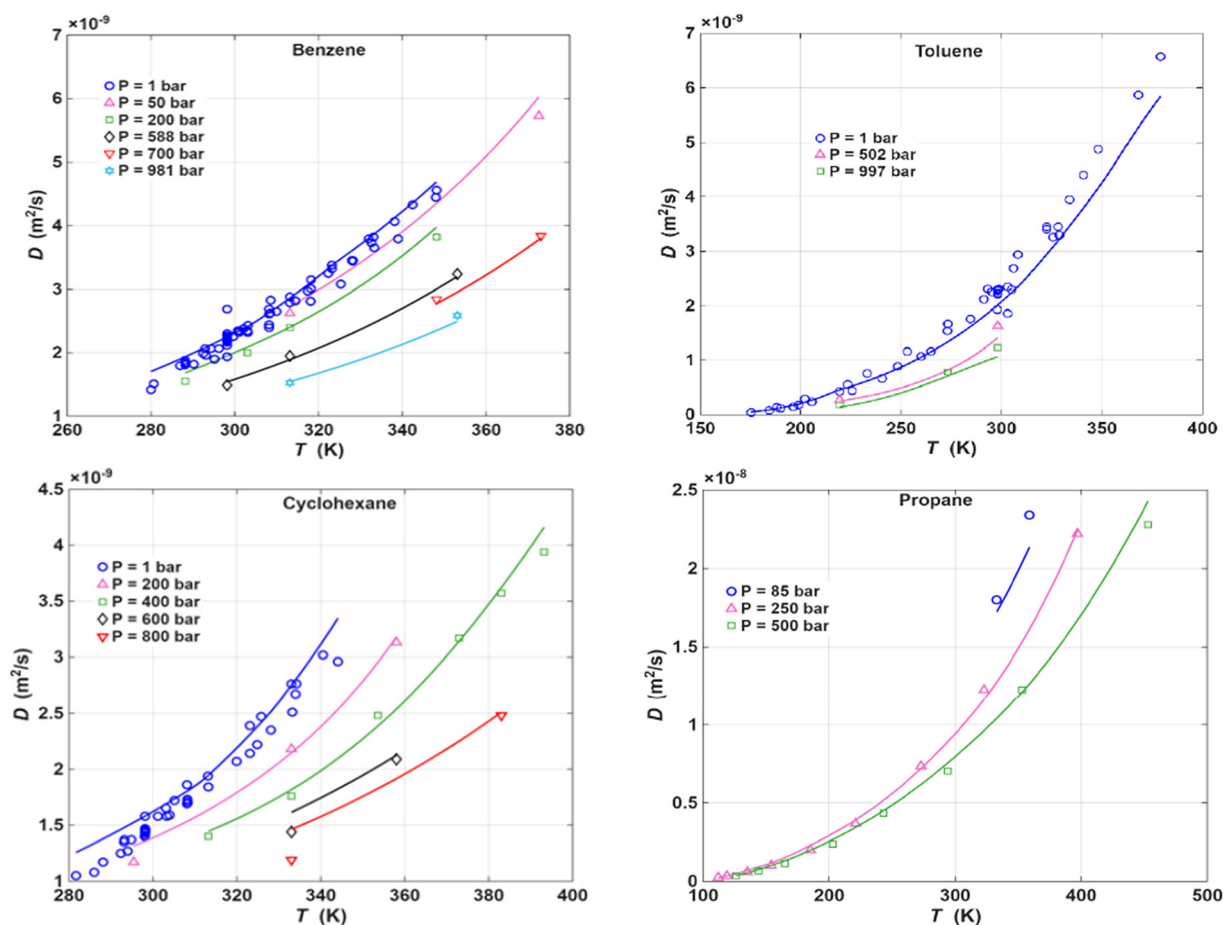 ×10⁻⁹
7
6
5
4
3
2
1
D (m²/s)
Benzene
P = 1 bar
P = 50 bar
P = 200 bar
P = 588 bar
P = 700 bar
P = 981 bar
260 280 300 320 340 360 380
T (K)
×10⁻⁹
7
6
5
4
3
2
1
0
D (m²/s)
Toluene
P = 1 bar
P = 502 bar
P = 997 bar
150 200 250 300 350 400
T (K)
×10⁻⁹
4.5
4
3.5
3
2.5
2
1.5
1
D (m²/s)
Cyclohexane
P = 1 bar
P = 200 bar
P = 400 bar
P = 600 bar
P = 800 bar
280 300 320 340 360 380 400
T (K)
×10⁻⁸
2.5
2
1.5
1
0.5
0
D (m²/s)
Propane
P = 85 bar
P = 250 bar
P = 500 bar
100 200 300 400 500
T (K)